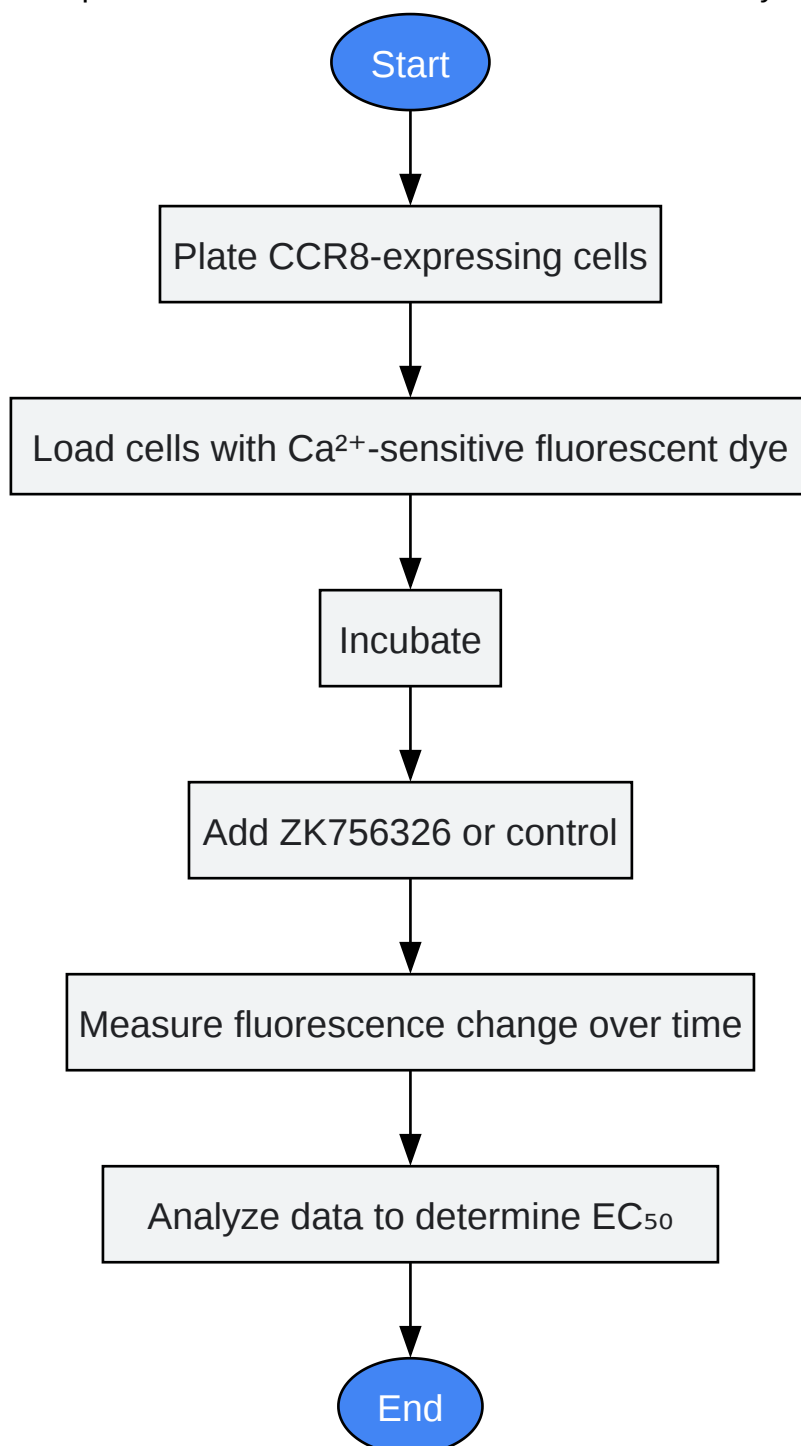 Start
Plate CCR8-expressing cells
Load cells with Ca²⁺-sensitive fluorescent dye
Incubate
Add ZK756326 or control
Measure fluorescence change over time
Analyze data to determine EC₅₀
End